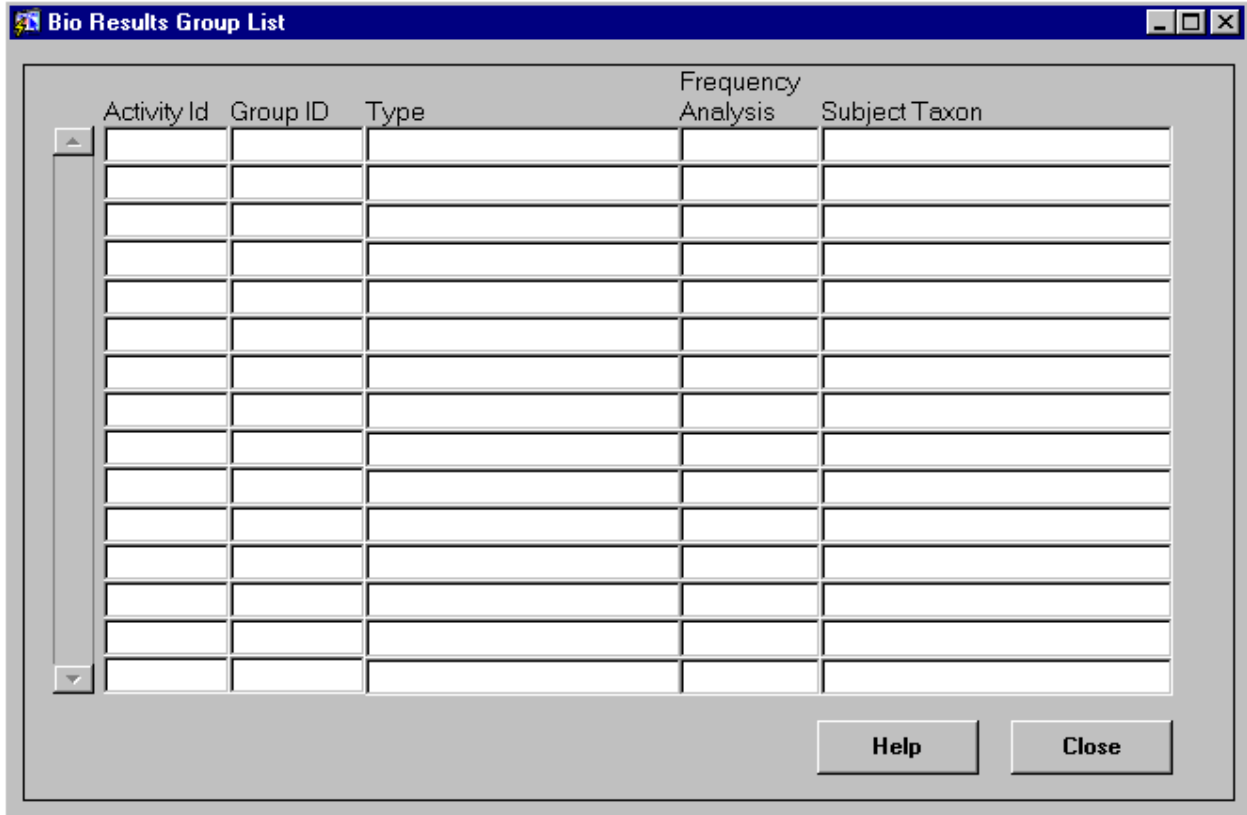 Bio Results Group List
Frequency
Activity Id Group ID Type Analysis Subject Taxon
Help Close